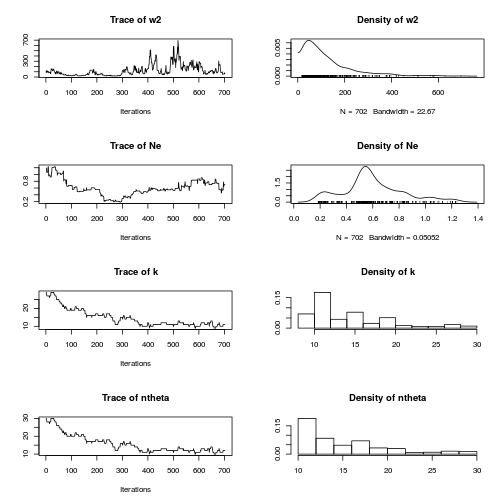 Trace of w2
Density of w2
0 300 700
0 100 200 300 400 500 600 700
Iterations
0.000 0.005
0 200 400 600
N = 702 Bandwidth = 22.67
Trace of Ne
Density of Ne
0.2 0.8
0 100 200 300 400 500 600 700
Iterations
0.0 1.5
0.0 0.2 0.4 0.6 0.8 1.0 1.2 1.4
N = 702 Bandwidth = 0.05052
Trace of k
Density of k
10 20
0 100 200 300 400 500 600 700
Iterations
0.00 0.15
10 15 20 25 30
Trace of ntheta
Density of ntheta
10 20 30
0 100 200 300 400 500 600 700
Iterations
0.00 0.15
10 15 20 25 30